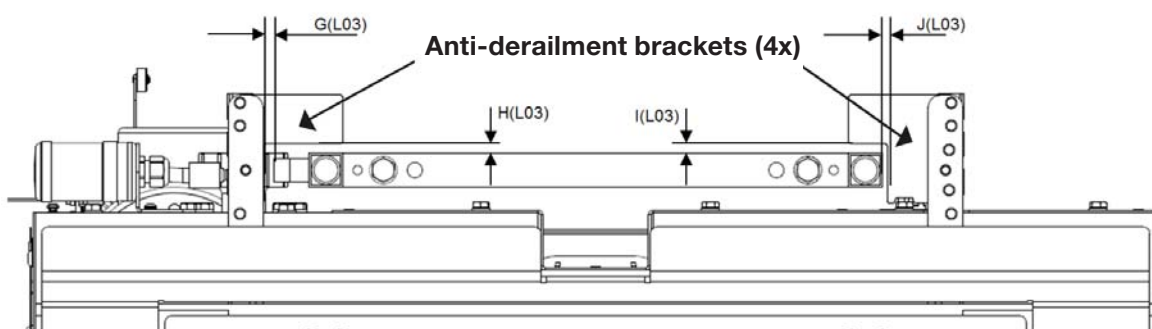 G(L03)
J(L03)
Anti-derailment brackets (4x)
H(L03)
I(L03)